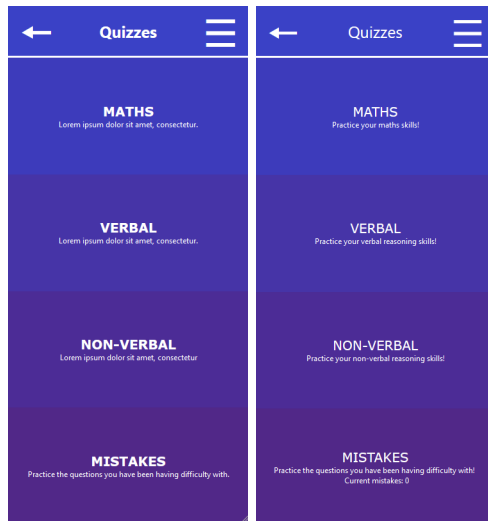 Quizzes
MATHS
Lorem ipsum dolor sit amet, consectetur.
VERBAL
Lorem ipsum dolor sit amet, consectetur.
NON-VERBAL
Lorem ipsum dolor sit amet, consectetur
MISTAKES
Practice the questions you have been having difficulty with.
Quizzes
MATHS
Practice your maths skills!
VERBAL
Practice your verbal reasoning skills!
NON-VERBAL
Practice your non-verbal reasoning skills!
MISTAKES
Practice the questions you have been having difficulty with!
Current mistakes: 0